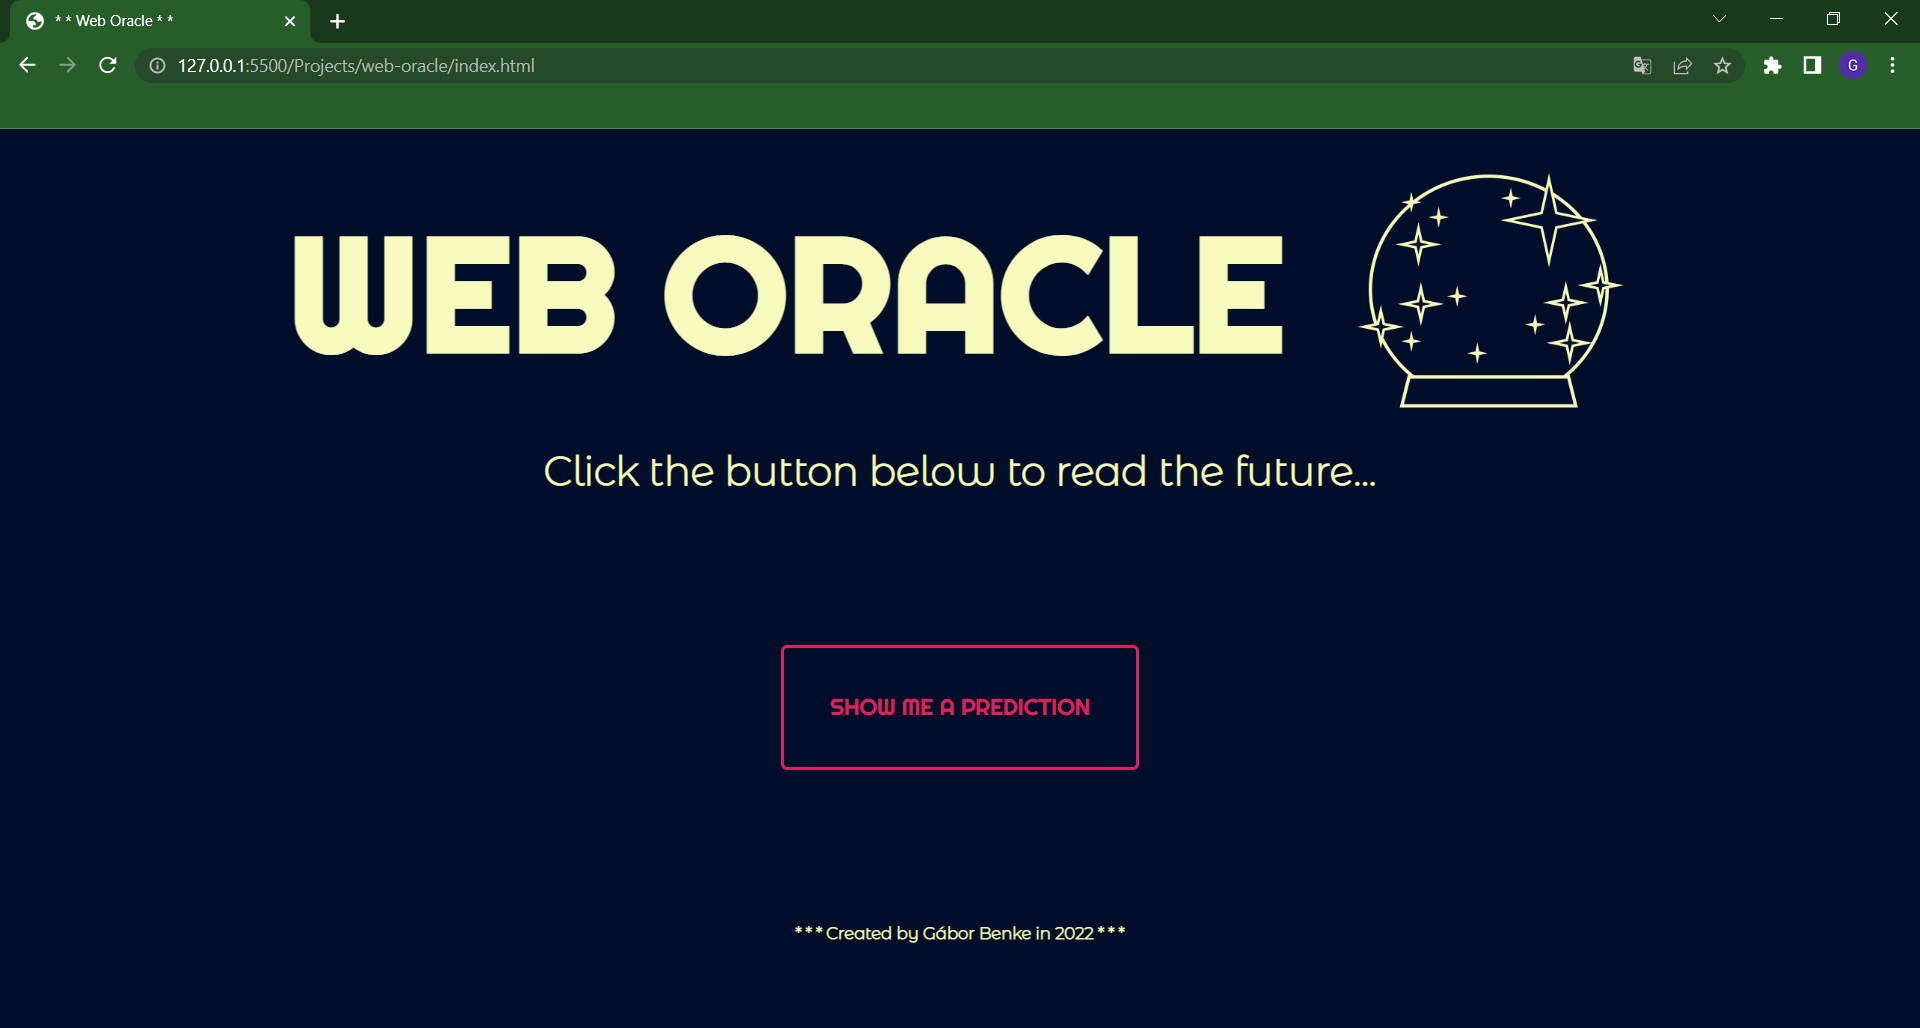 * * Web Oracle * *
127.0.0.1:5500/Projects/web-oracle/index.html
G
WEB ORACLE
Click the button below to read the future...
SHOW ME A PREDICTION
* * * Created by Gábor Benke in 2022 * * *